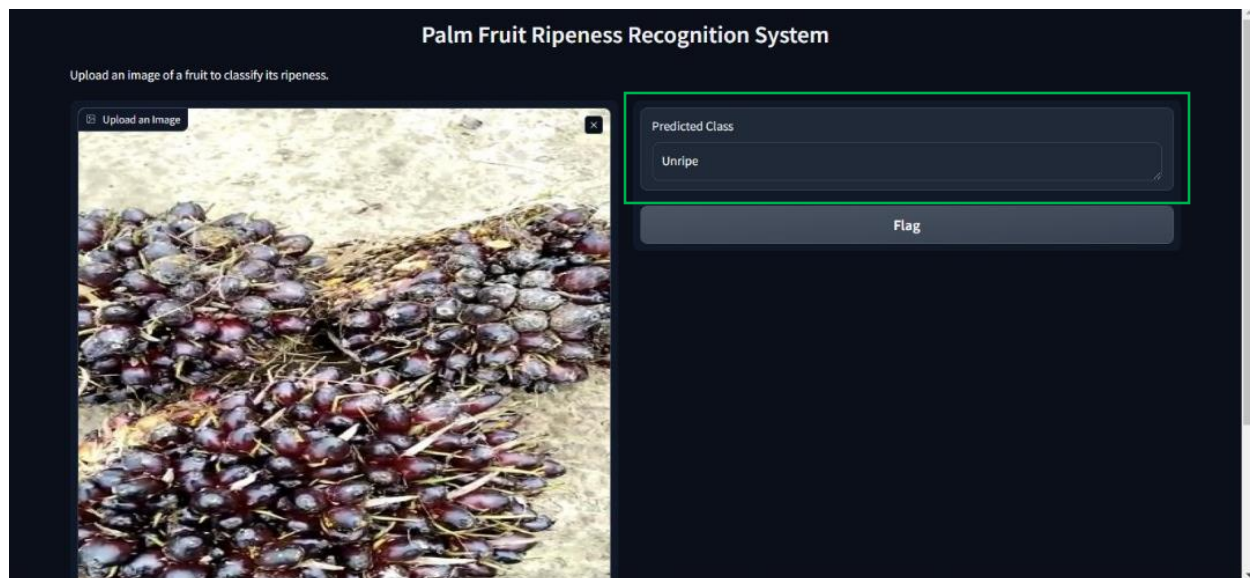 Palm Fruit Ripeness Recognition System
Upload an image of a fruit to classify its ripeness.
Upload an Image
Predicted Class
Unripe
Flag